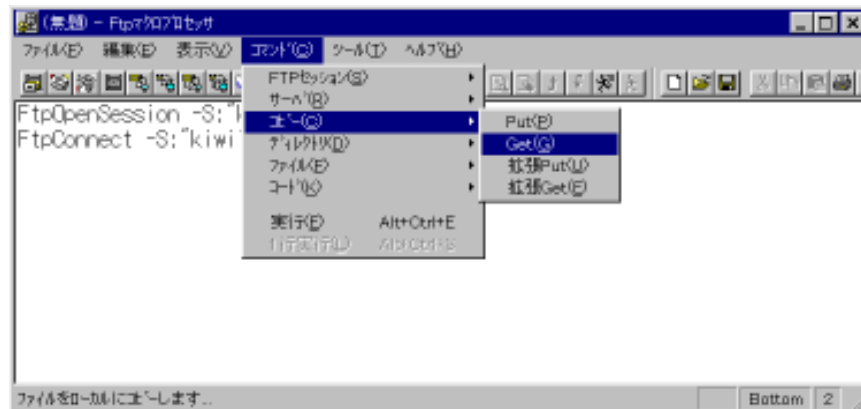 (無題) - Ftpﾏｸﾛﾌﾟﾛｾｯｻ
ﾌｧｲﾙ(E) 編集(E) 表示(V) ｺﾏﾝﾄﾞ(C) ﾂｰﾙ(T) ﾍﾙﾌﾟ(H)
FtpOpenSession -S:"k
FtpConnect -S:"kiwi
FTPｾｯｼｮﾝ(S)
ｻｰﾊﾞ(R)
ｺﾋﾟｰ(C)
ﾃﾞｨﾚｸﾄﾘ(D)
ﾌｧｲﾙ(E)
ｺｰﾄﾞ(K)
実行(E) Alt+Ctrl+E
1行実行(L)
Put(P)
Get(G)
拡張Put(U)
拡張Get(E)
ﾌｧｲﾙをﾛｰｶﾙにｺﾋﾟｰします...
Bottom 2